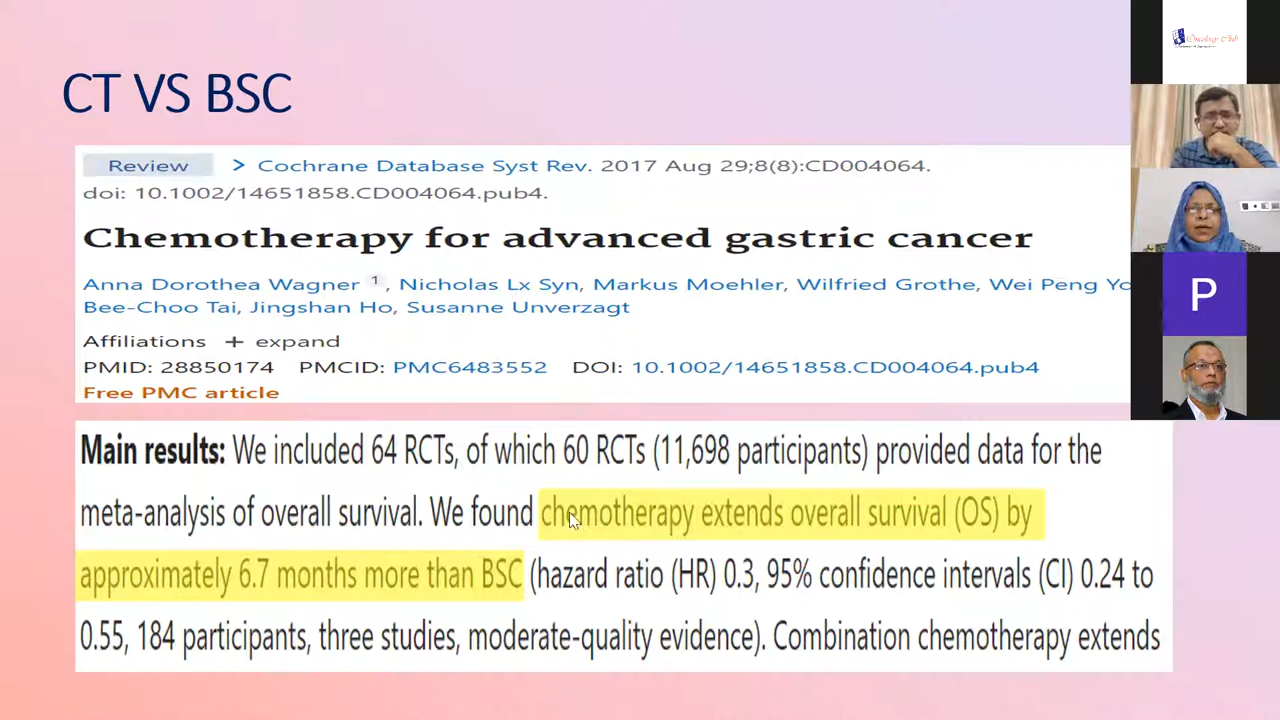 CT VS BSC
Review > Cochrane Database Syst Rev. 2017 Aug 29;8(8):CD004064.
doi: 10.1002/14651858.CD004064.pub4.
Chemotherapy for advanced gastric cancer
Anna Dorothea Wagner 1, Nicholas Lx Syn, Markus Moehler, Wilfried Grothe, Wei Peng Yo
Bee-Choo Tai, Jingshan Ho, Susanne Unverzagt
Affiliations + expand
PMID: 28850174 PMCID: PMC6483552 DOI: 10.1002/14651858.CD004064.pub4
Free PMC article
Main results: We included 64 RCTs, of which 60 RCTs (11,698 participants) provided data for the
meta-analysis of overall survival. We found chemotherapy extends overall survival (OS) by
approximately 6.7 months more than BSC (hazard ratio (HR) 0.3, 95% confidence intervals (CI) 0.24 to
0.55, 184 participants, three studies, moderate-quality evidence). Combination chemotherapy extends
Oncology Club
P